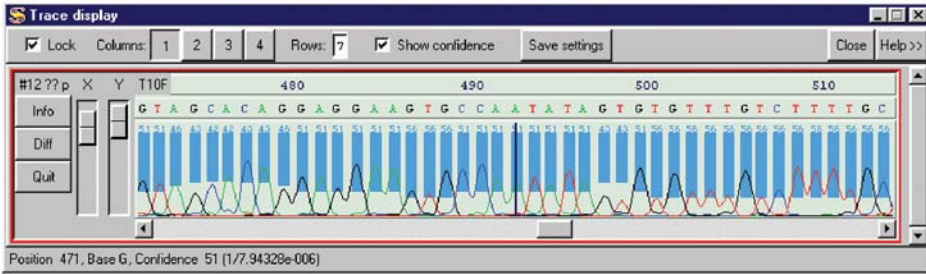 Trace display
Lock Columns: 1 2 3 4 Rows: 7 Show confidence Save settings Close Help >>
#12 ?? p X Y T10F 480 490 500 510
Info
Diff
Quit
G T A G C A C A G G A G G A A G T G C C A A T A T A G T G T G T T T G T C T T T T G C
Position 471, Base G, Confidence 51 (1/7.94328e-006)